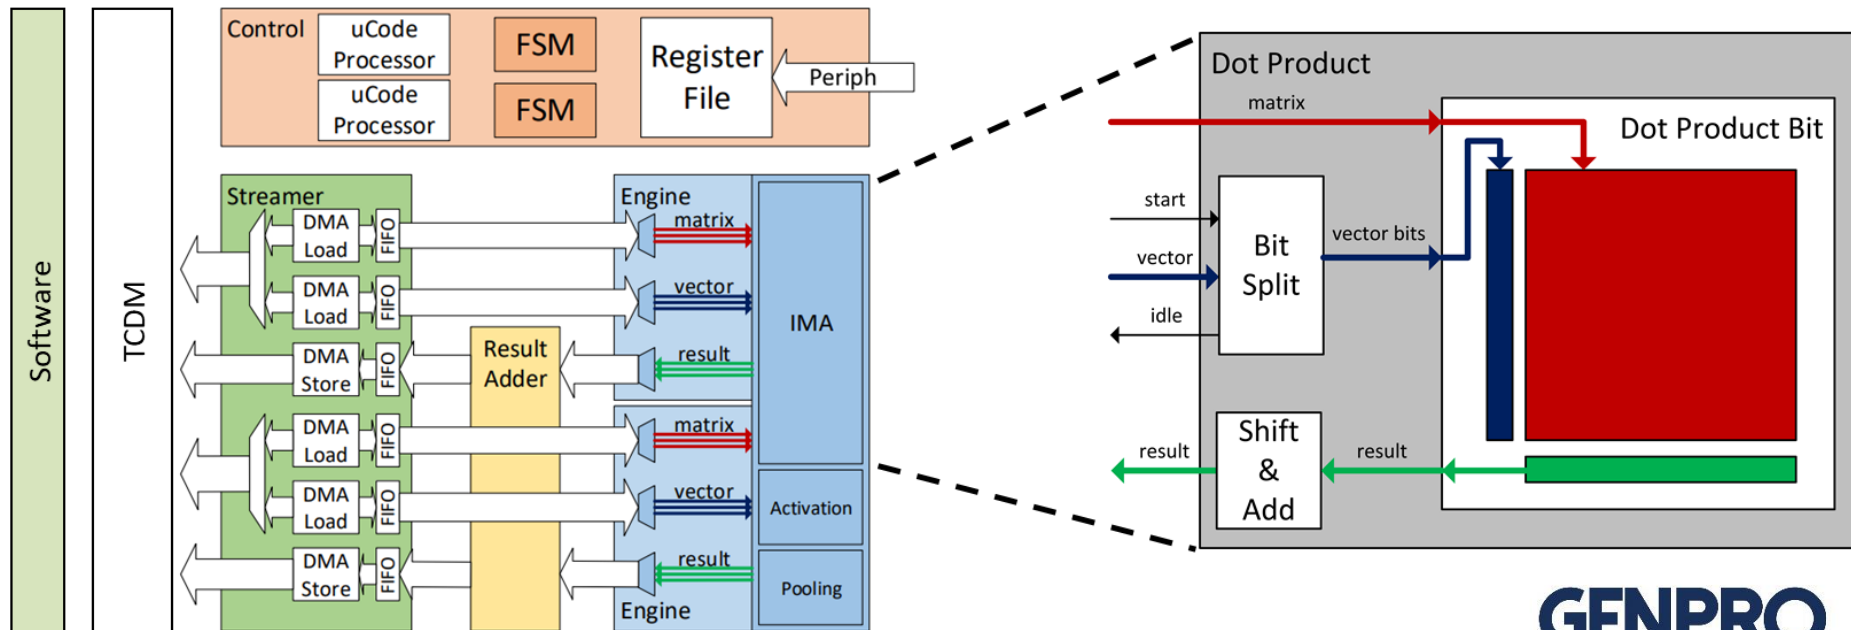 Software
TCDM
Control
uCode
Processor
uCode
Processor
FSM
FSM
Register
File
Periph
Streamer
DMA
Load
FIFO
DMA
Load
FIFO
DMA
Store
FIFO
DMA
Load
FIFO
DMA
Load
FIFO
DMA
Store
FIFO
Result
Adder
Engine
matrix
vector
result
matrix
vector
result
Engine
IMA
Activation
Pooling
Dot Product
matrix
Dot Product Bit
start
vector
idle
Bit
Split
vector bits
result
Shift
&
Add
result
GENPRO